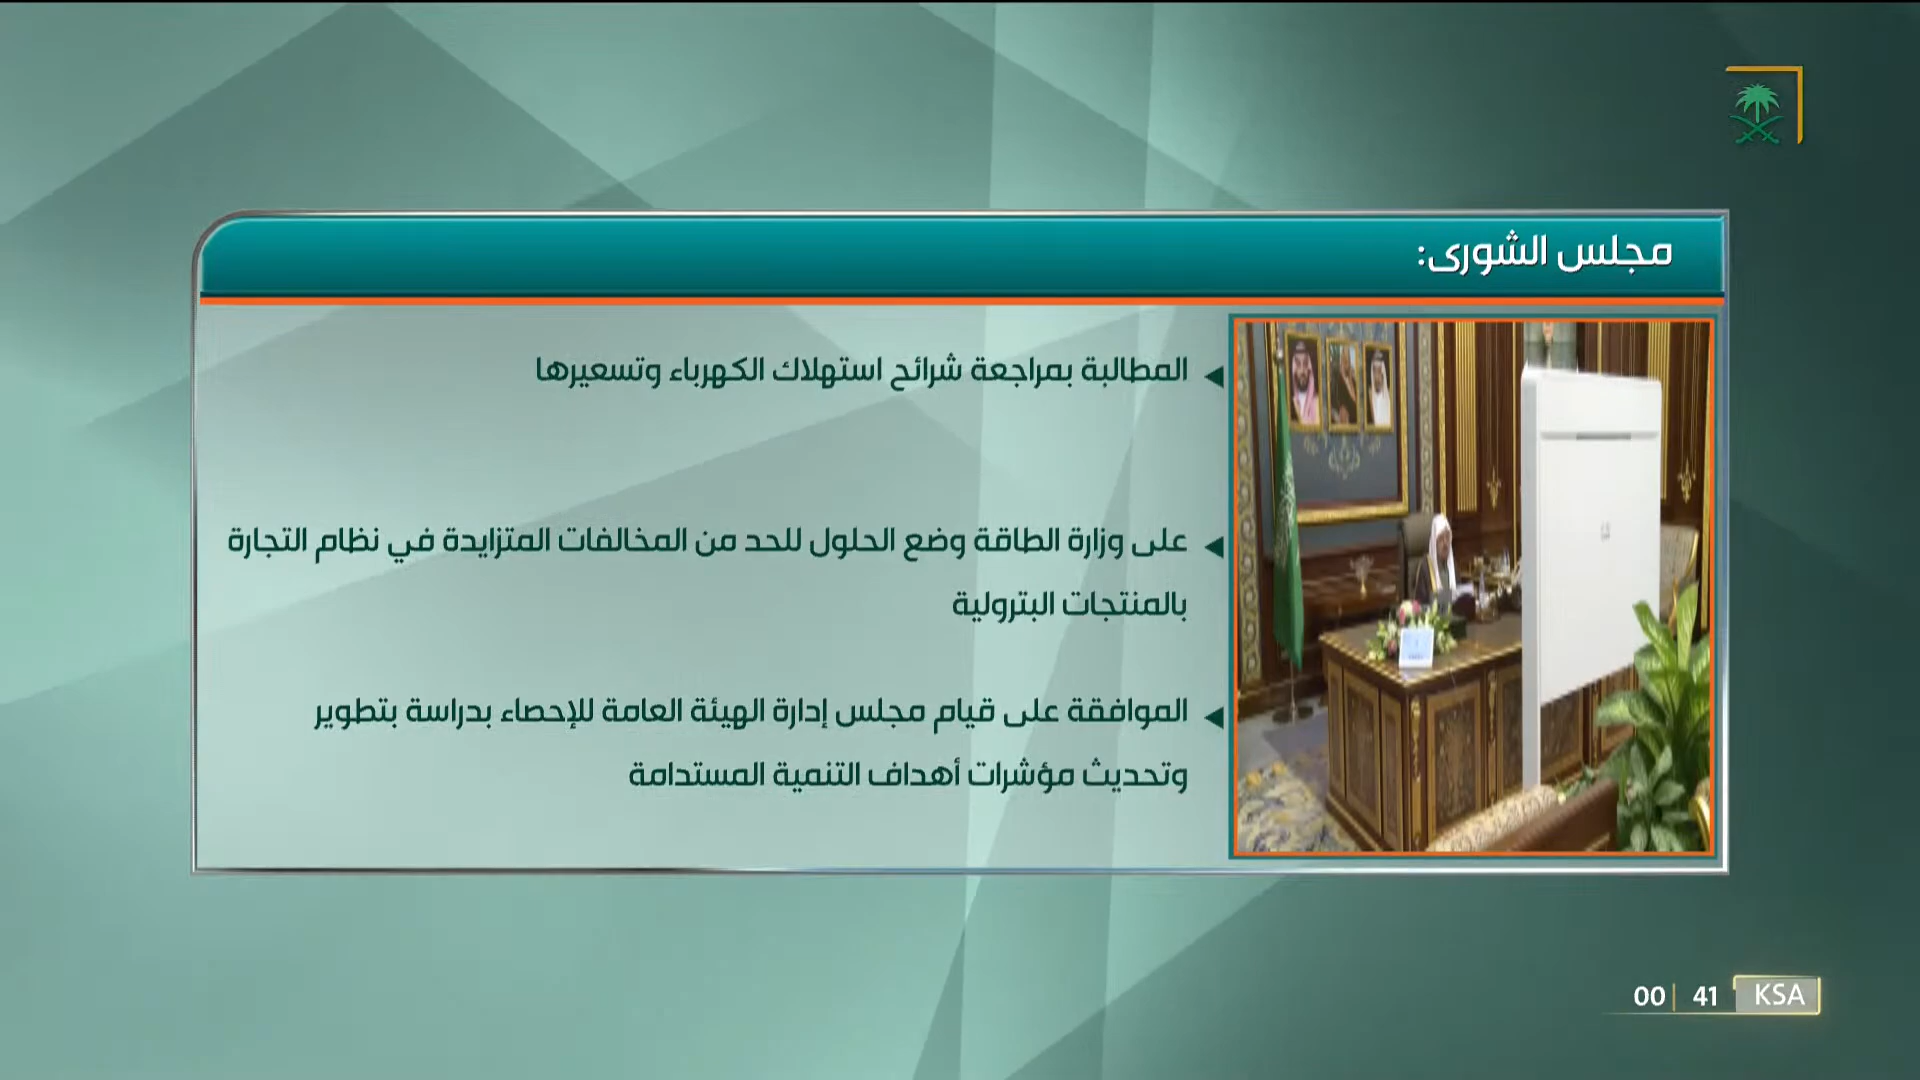 مجلس الشورى:
المطالبة بمراجعة شرائح استهلاك الكهرباء وتسعيرها
على وزارة الطاقة وضع الحلول للحد من المخالفات المتزايدة في نظام التجارة
بالمنتجات البترولية
الموافقة على قيام مجلس إدارة الهيئة العامة للإحصاء بدراسة بتطوير
وتحديث مؤشرات أهداف التنمية المستدامة
00 | 41 KSA